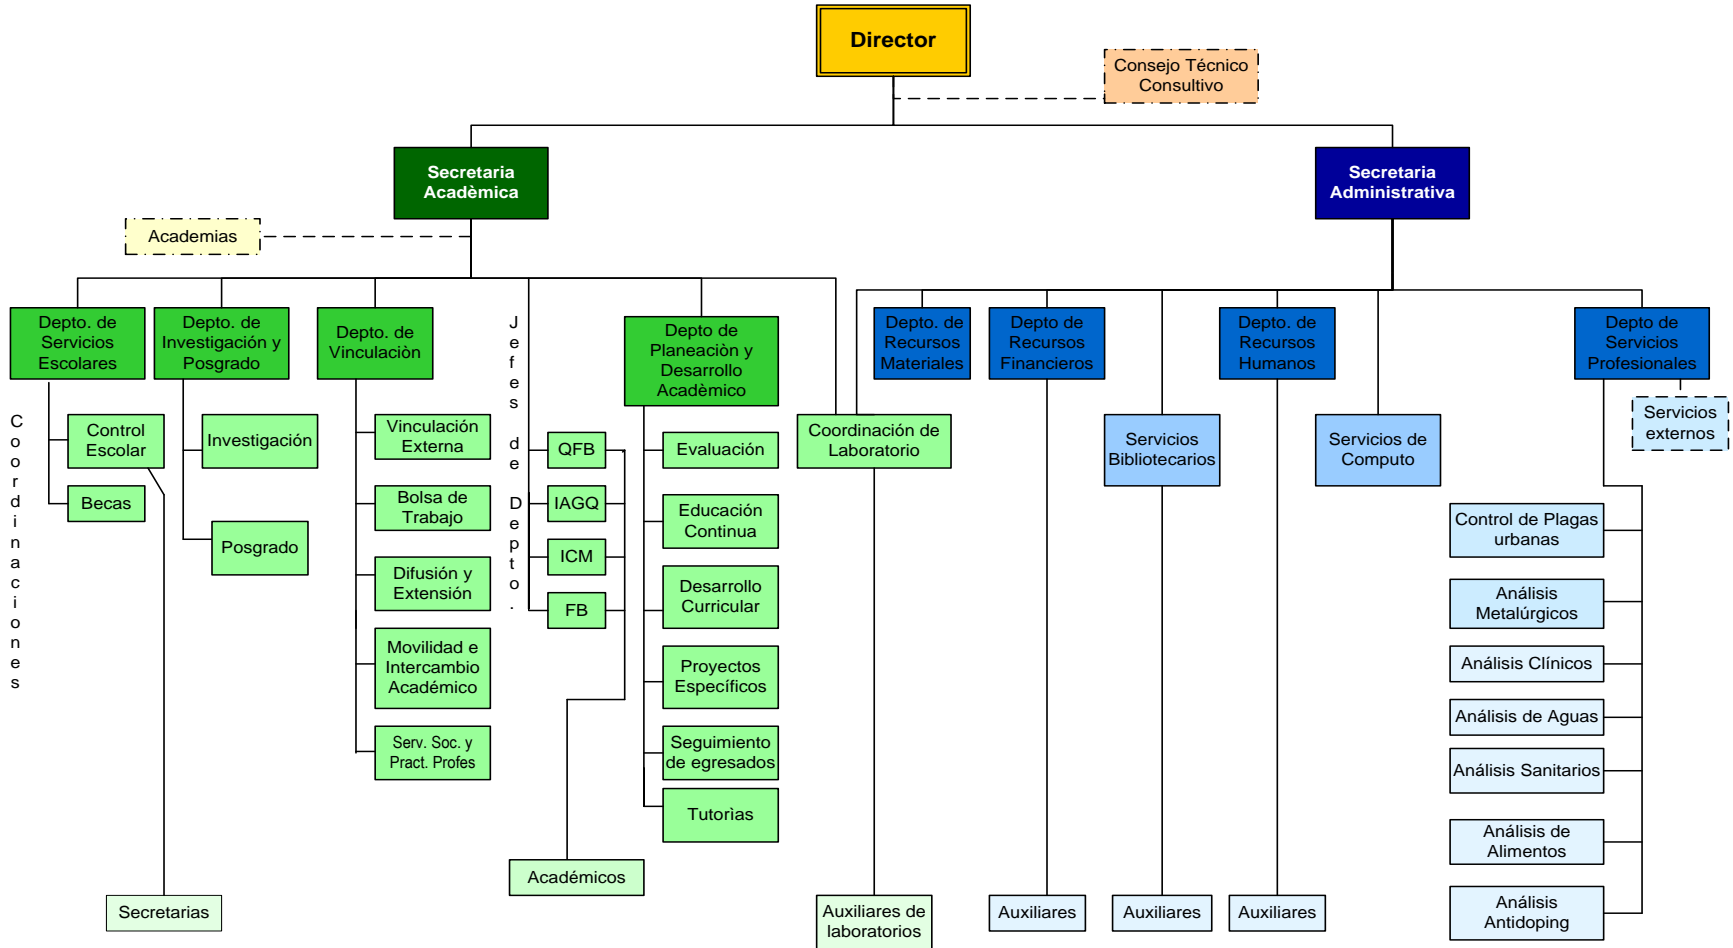 Director
Consejo Técnico
Consultivo
Secretaria
Acadèmica
Secretaria
Administrativa
Academias
Depto. de
Servicios
Escolares
Depto. de
Investigación y
Posgrado
Depto. de
Vinculaciòn
Jefes de Depto.
Depto de
Planeaciòn y
Desarrollo
Acadèmico
Depto. de
Recursos
Materiales
Depto de
Recursos
Financieros
Depto. de
Recursos
Humanos
Depto de
Servicios
Profesionales
Servicios
externos
Coordinaciones
Control
Escolar
Becas
Investigación
Posgrado
Vinculación
Externa
Bolsa de
Trabajo
Difusión y
Extensión
Movilidad e
Intercambio
Académico
Serv. Soc. y
Pract. Profes
QFB
IAGQ
ICM
FB
Evaluación
Educación
Continua
Desarrollo
Curricular
Proyectos
Específicos
Seguimiento
de egresados
Tutorìas
Coordinación de
Laboratorio
Servicios
Bibliotecarios
Servicios de
Computo
Control de Plagas
urbanas
Análisis
Metalúrgicos
Análisis Clínicos
Análisis de Aguas
Análisis Sanitarios
Análisis de
Alimentos
Análisis
Antidoping
Secretarias
Académicos
Auxiliares de
laboratorios
Auxiliares
Auxiliares
Auxiliares